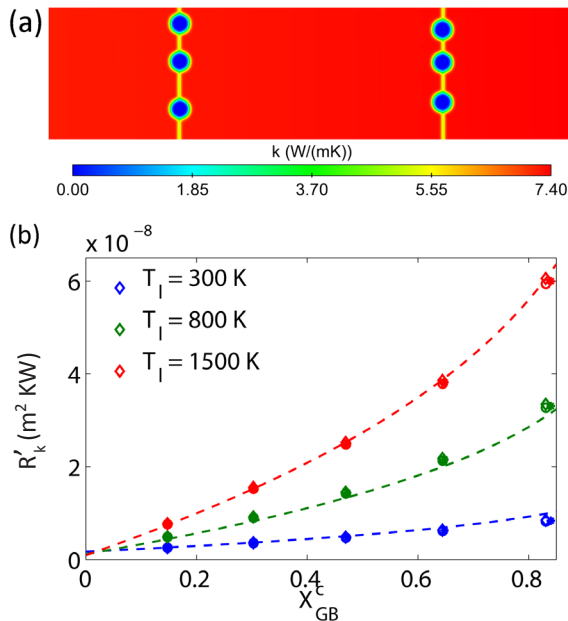 (a)
k (W/(mK))
0.00 1.85 3.70 5.55 7.40
(b)
x 10⁻⁸
6
4
2
0
R'ₖ (m² KW)
T_I = 300 K
T_I = 800 K
T_I = 1500 K
0 0.2 0.4 0.6 0.8
X^c_GB